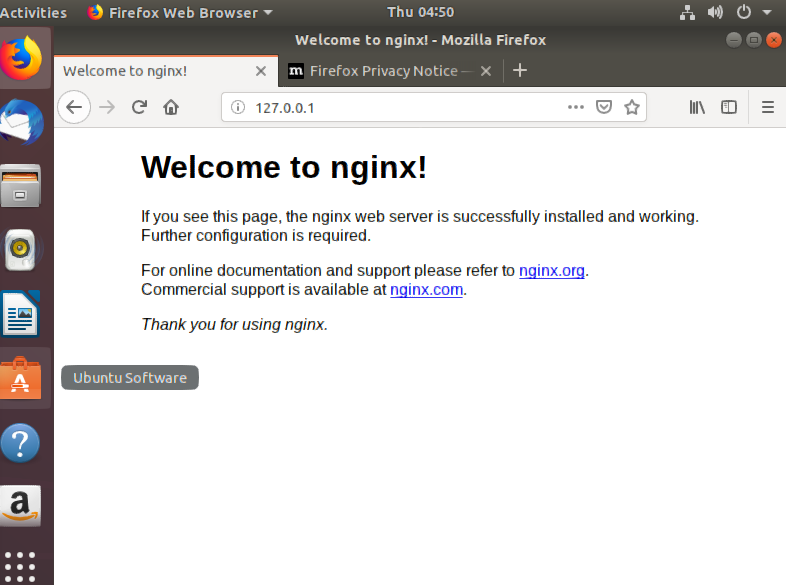 Activities Firefox Web Browser Thu 04:50
Welcome to nginx! - Mozilla Firefox
Welcome to nginx! m Firefox Privacy Notice —
127.0.0.1
Welcome to nginx!
If you see this page, the nginx web server is successfully installed and working.
Further configuration is required.
For online documentation and support please refer to nginx.org.
Commercial support is available at nginx.com.
Thank you for using nginx.
Ubuntu Software